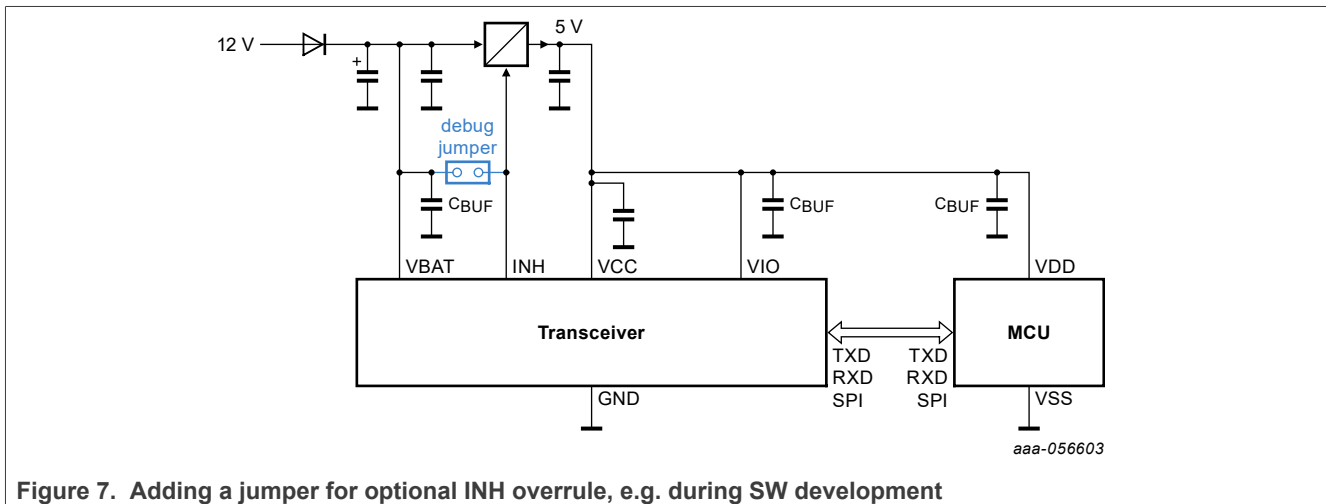 12 V
5 V
+
debug
jumper
CBUF
CBUF
CBUF
VBAT
INH
VCC
VIO
VDD
Transceiver
MCU
TXD
RXD
SPI
TXD
RXD
SPI
GND
VSS
aaa-056603
Figure 7. Adding a jumper for optional INH overrule, e.g. during SW development